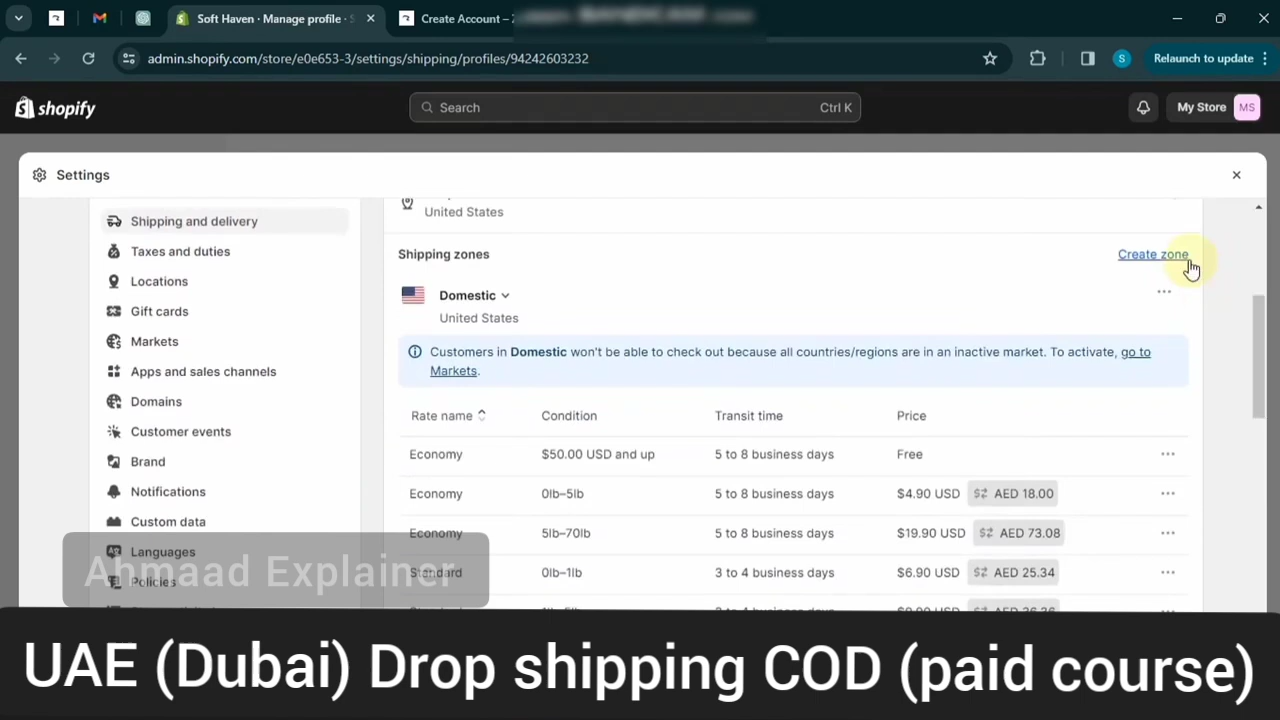 Soft Haven · Manage profile · S
Create Account –
admin.shopify.com/store/e0e653-3/settings/shipping/profiles/94242603232
S
Relaunch to update
shopify
Search
Ctrl K
My Store
MS
Settings
United States
Shipping and delivery
Shipping zones
Create zone
Taxes and duties
Locations
Domestic
Gift cards
United States
Markets
Customers in Domestic won't be able to check out because all countries/regions are in an inactive market. To activate, go to
Markets.
Apps and sales channels
Domains
Rate name
Condition
Transit time
Price
Customer events
Economy
$50.00 USD and up
5 to 8 business days
Free
Brand
Notifications
Economy
0lb–5lb
5 to 8 business days
$4.90 USD
AED 18.00
Custom data
Economy
5lb–70lb
5 to 8 business days
$19.90 USD
AED 73.08
Languages
Ahmaad Explainer
Policies
Standard
0lb–1lb
3 to 4 business days
$6.90 USD
AED 25.34
UAE (Dubai) Drop shipping COD (paid course)